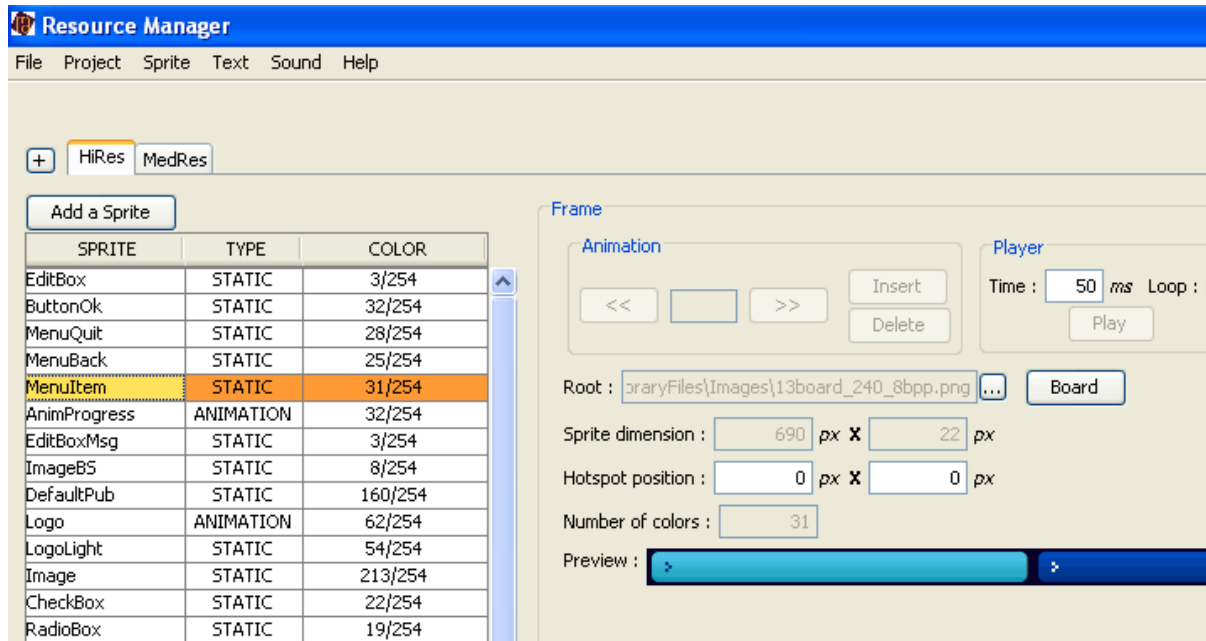 Resource Manager
File Project Sprite Text Sound Help
+ HiRes MedRes
Add a Sprite
SPRITE TYPE COLOR
EditBox STATIC 3/254
ButtonOk STATIC 32/254
MenuQuit STATIC 28/254
MenuBack STATIC 25/254
MenuItem STATIC 31/254
AnimProgress ANIMATION 32/254
EditBoxMsg STATIC 3/254
ImageBS STATIC 8/254
DefaultPub STATIC 160/254
Logo ANIMATION 62/254
LogoLight STATIC 54/254
Image STATIC 213/254
CheckBox STATIC 22/254
RadioBox STATIC 19/254
Frame
Animation
<< >>
Insert
Delete
Player
Time : 50 ms Loop :
Play
Root : oraryFiles\Images\13board_240_8bpp.png ... Board
Sprite dimension : 690 px X 22 px
Hotspot position : 0 px X 0 px
Number of colors : 31
Preview :